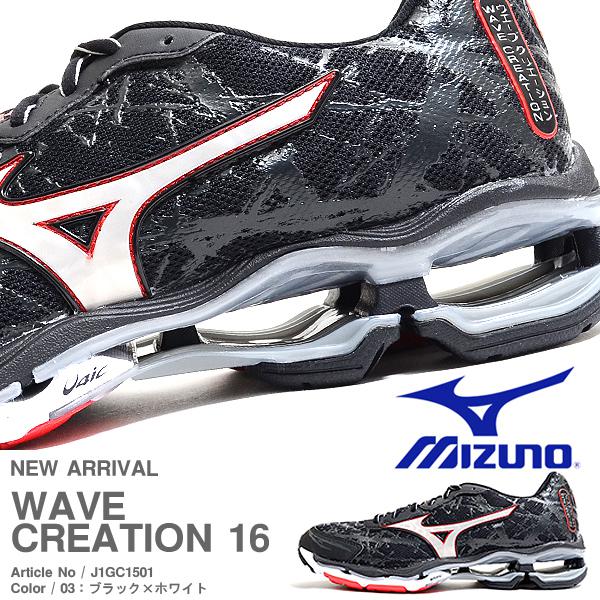 WAVE CREATION
U4ic
MIZUNO
NEW ARRIVAL
WAVE
CREATION 16
Article No / J1GC1501
Color / 03 : ブラック×ホワイト